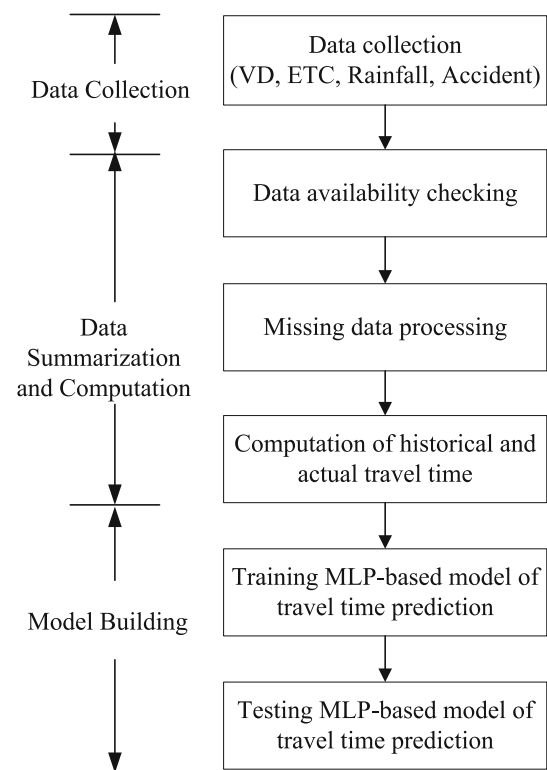 Data collection
(VD, ETC, Rainfall, Accident)
Data Collection
Data availability checking
Missing data processing
Data
Summarization
and Computation
Computation of historical and
actual travel time
Training MLP-based model of
travel time prediction
Model Building
Testing MLP-based model of
travel time prediction